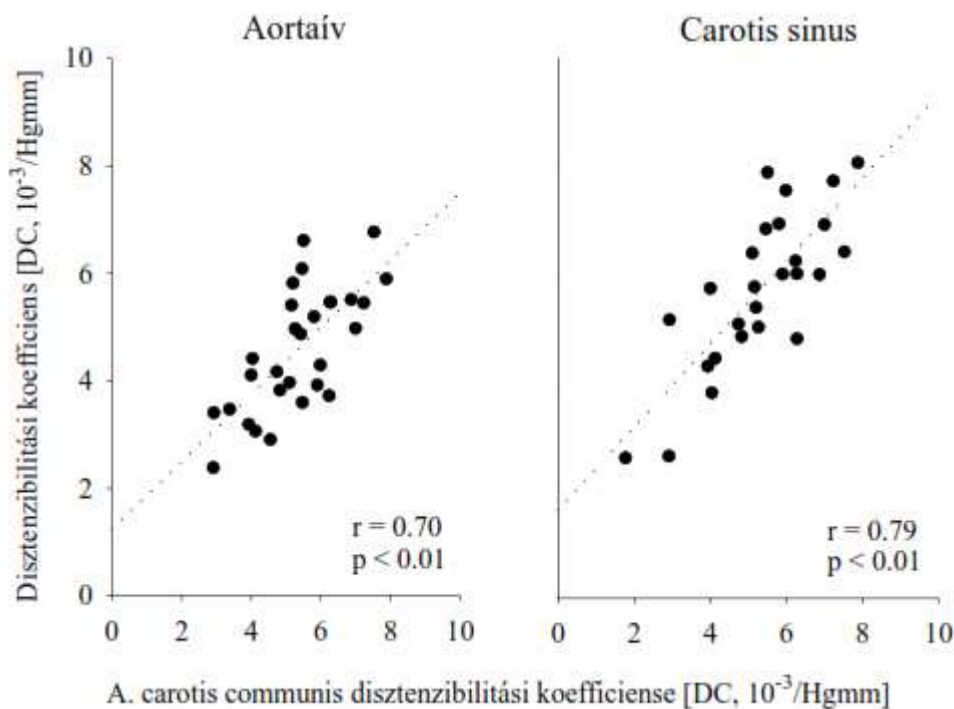 Aortaív
Carotis sinus
Disztenzibilitási koefficiens [DC, 10⁻³/Hgmm]
10
8
6
4
2
0
r = 0.70
p < 0.01
r = 0.79
p < 0.01
0 2 4 6 8 10
0 2 4 6 8 10
A. carotis communis disztenzibilitási koefficiense [DC, 10⁻³/Hgmm]